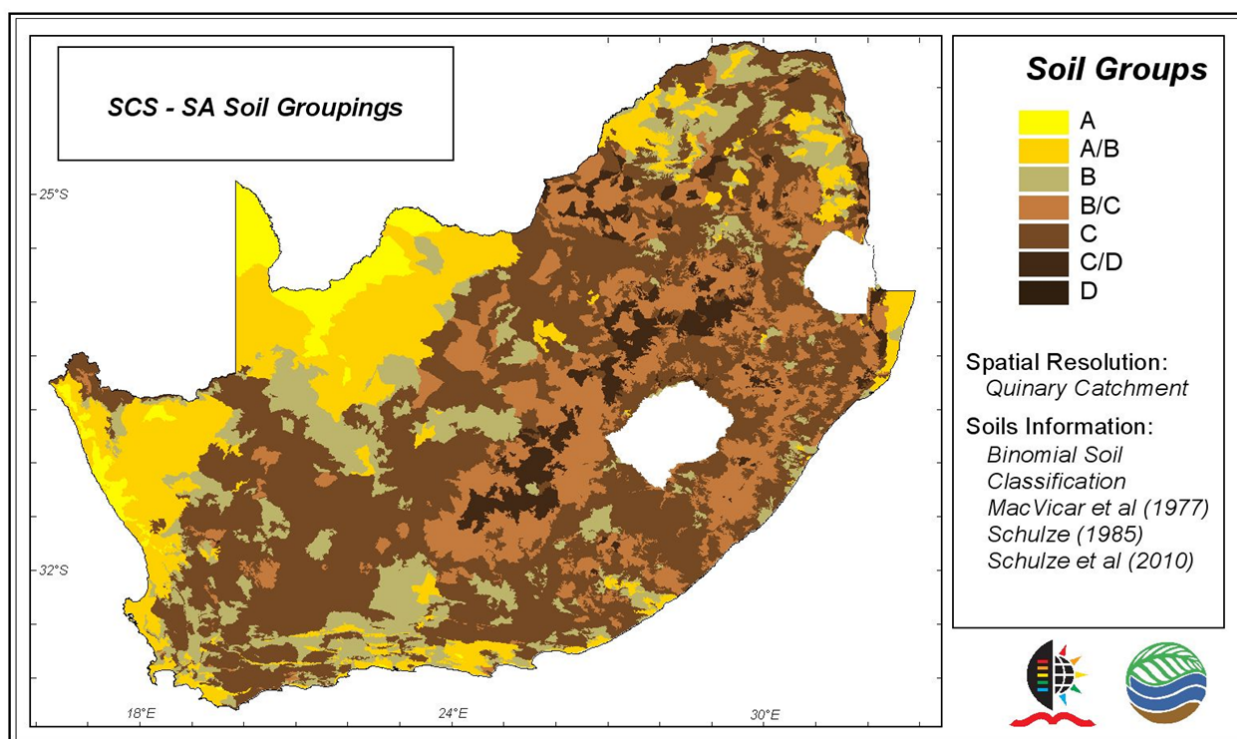 SCS - SA Soil Groupings
25°S
32°S
18°E
24°E
30°E
Soil Groups
A
A/B
B
B/C
C
C/D
D
Spatial Resolution:
Quinary Catchment
Soils Information:
Binomial Soil
Classification
MacVicar et al (1977)
Schulze (1985)
Schulze et al (2010)